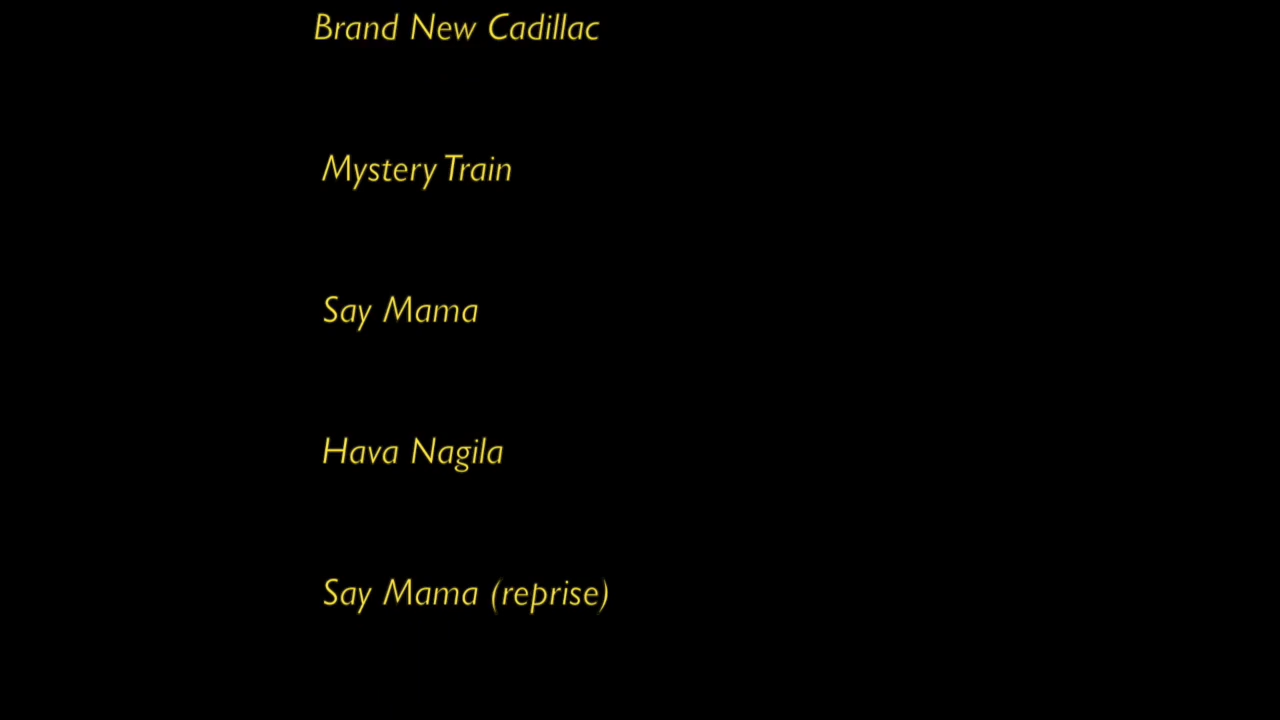 Brand New Cadillac
Mystery Train
Say Mama
Hava Nagila
Say Mama (reprise)